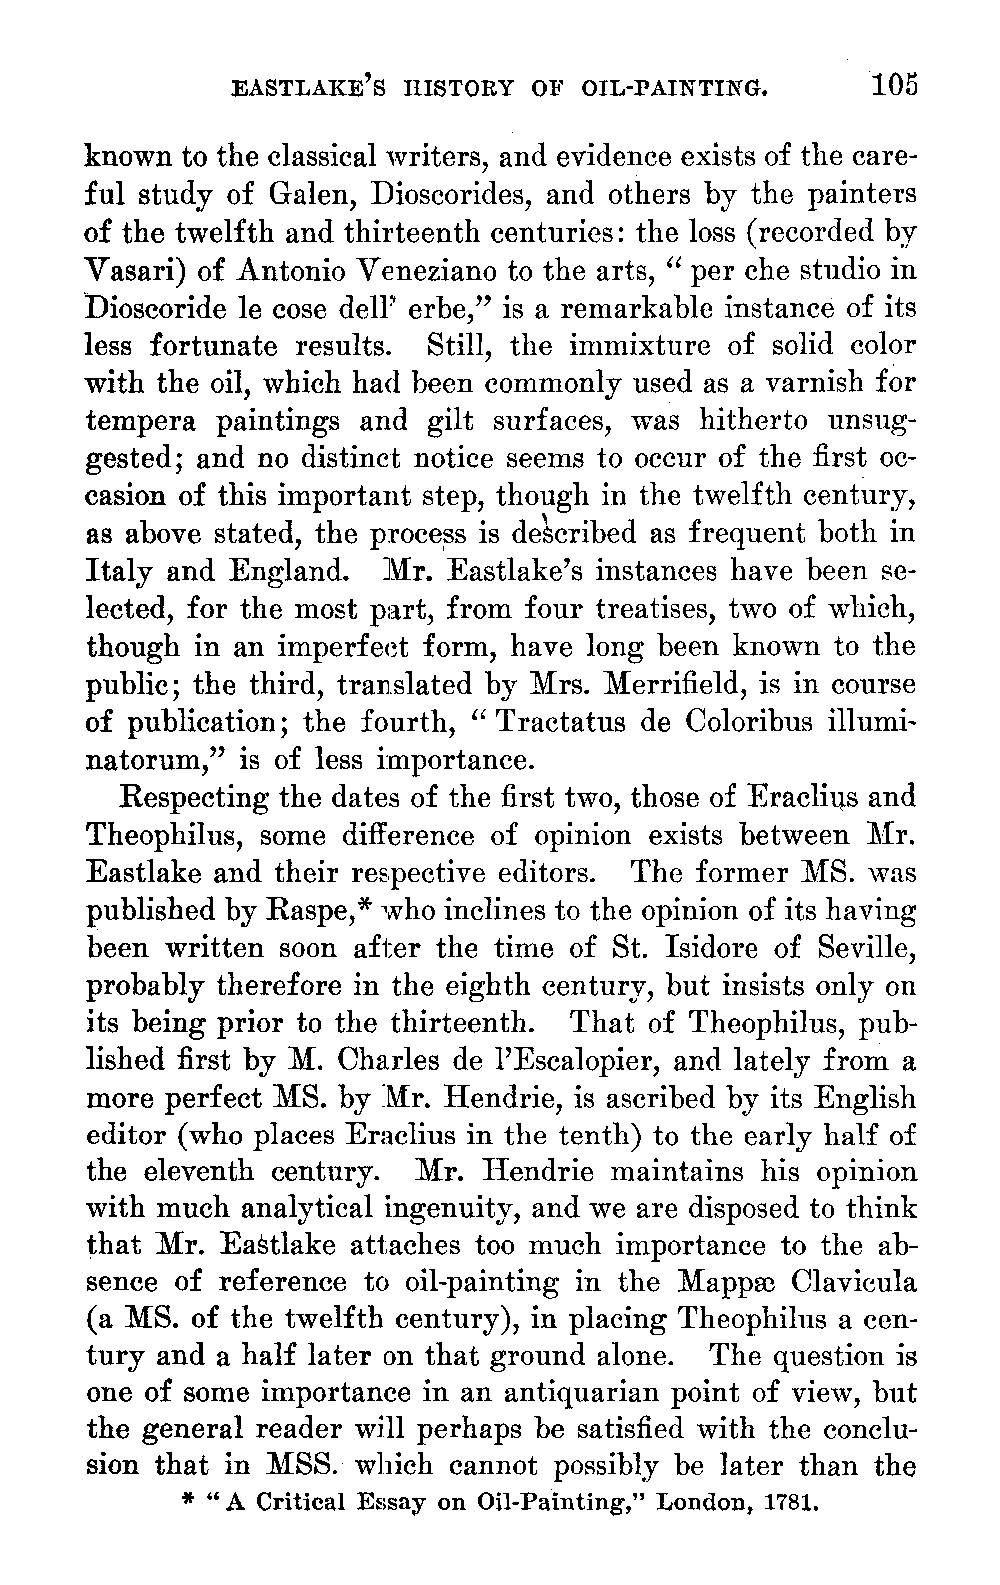 EASTLAKE'S HISTORY OF OIL-PAINTING. 105
known to the classical writers, and evidence exists of the care-
ful study of Galen, Dioscorides, and others by the painters
of the twelfth and thirteenth centuries: the loss (recorded by
Vasari) of Antonio Veneziano to the arts, “ per che studio in
Dioscoride le cose dell' erbe,” is a remarkable instance of its
less fortunate results. Still, the immixture of solid color
with the oil, which had been commonly used as a varnish for
tempera paintings and gilt surfaces, was hitherto unsug-
gested; and no distinct notice seems to occur of the first oc-
casion of this important step, though in the twelfth century,
as above stated, the process is described as frequent both in
Italy and England. Mr. Eastlake's instances have been se-
lected, for the most part, from four treatises, two of which,
though in an imperfect form, have long been known to the
public; the third, translated by Mrs. Merrifield, is in course
of publication; the fourth, “ Tractatus de Coloribus illumi-
natorum,” is of less importance.
Respecting the dates of the first two, those of Eraclius and
Theophilus, some difference of opinion exists between Mr.
Eastlake and their respective editors. The former MS. was
published by Raspe,* who inclines to the opinion of its having
been written soon after the time of St. Isidore of Seville,
probably therefore in the eighth century, but insists only on
its being prior to the thirteenth. That of Theophilus, pub-
lished first by M. Charles de l'Escalopier, and lately from a
more perfect MS. by Mr. Hendrie, is ascribed by its English
editor (who places Eraclius in the tenth) to the early half of
the eleventh century. Mr. Hendrie maintains his opinion
with much analytical ingenuity, and we are disposed to think
that Mr. Eastlake attaches too much importance to the ab-
sence of reference to oil-painting in the Mappæ Clavicula
(a MS. of the twelfth century), in placing Theophilus a cen-
tury and a half later on that ground alone. The question is
one of some importance in an antiquarian point of view, but
the general reader will perhaps be satisfied with the conclu-
sion that in MSS. which cannot possibly be later than the
* “ A Critical Essay on Oil-Painting,” London, 1781.